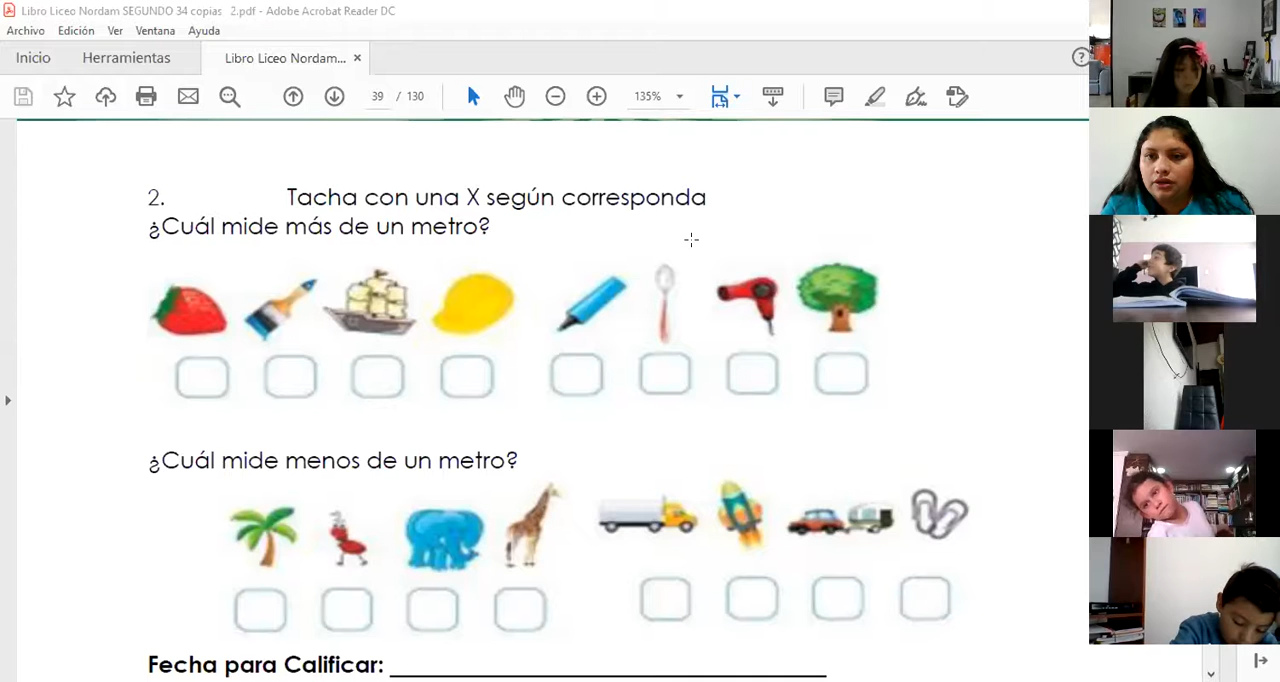 Libro Liceo Nordam SEGUNDO 34 copias 2.pdf - Adobe Acrobat Reader DC
Archivo Edición Ver Ventana Ayuda
Inicio Herramientas Libro Liceo Nordam... ×
39 / 130 135%
2. Tacha con una X según corresponda
¿Cuál mide más de un metro?
¿Cuál mide menos de un metro?
Fecha para Calificar: ______________________